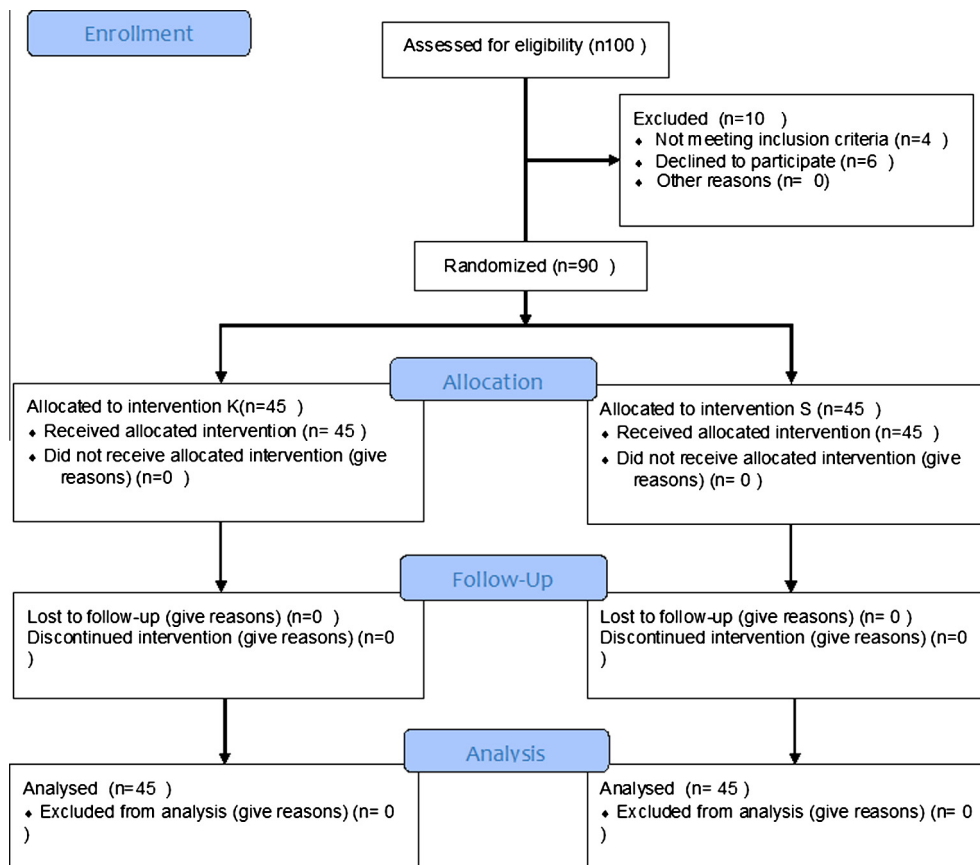 Enrollment
Assessed for eligibility (n100 )
Excluded (n=10 )
♦ Not meeting inclusion criteria (n=4 )
♦ Declined to participate (n=6 )
♦ Other reasons (n= 0)
Randomized (n=90 )
Allocation
Allocated to intervention K(n=45 )
♦ Received allocated intervention (n= 45 )
♦ Did not receive allocated intervention (give
reasons) (n=0 )
Allocated to intervention S (n=45 )
♦ Received allocated intervention (n=45 )
♦ Did not receive allocated intervention (give
reasons) (n= 0 )
Follow-Up
Lost to follow-up (give reasons) (n=0 )
Discontinued intervention (give reasons) (n=0
)
Lost to follow-up (give reasons) (n= 0 )
Discontinued intervention (give reasons) (n=0
)
Analysis
Analysed (n=45 )
♦ Excluded from analysis (give reasons) (n= 0
)
Analysed (n= 45 )
♦ Excluded from analysis (give reasons) (n= 0
)